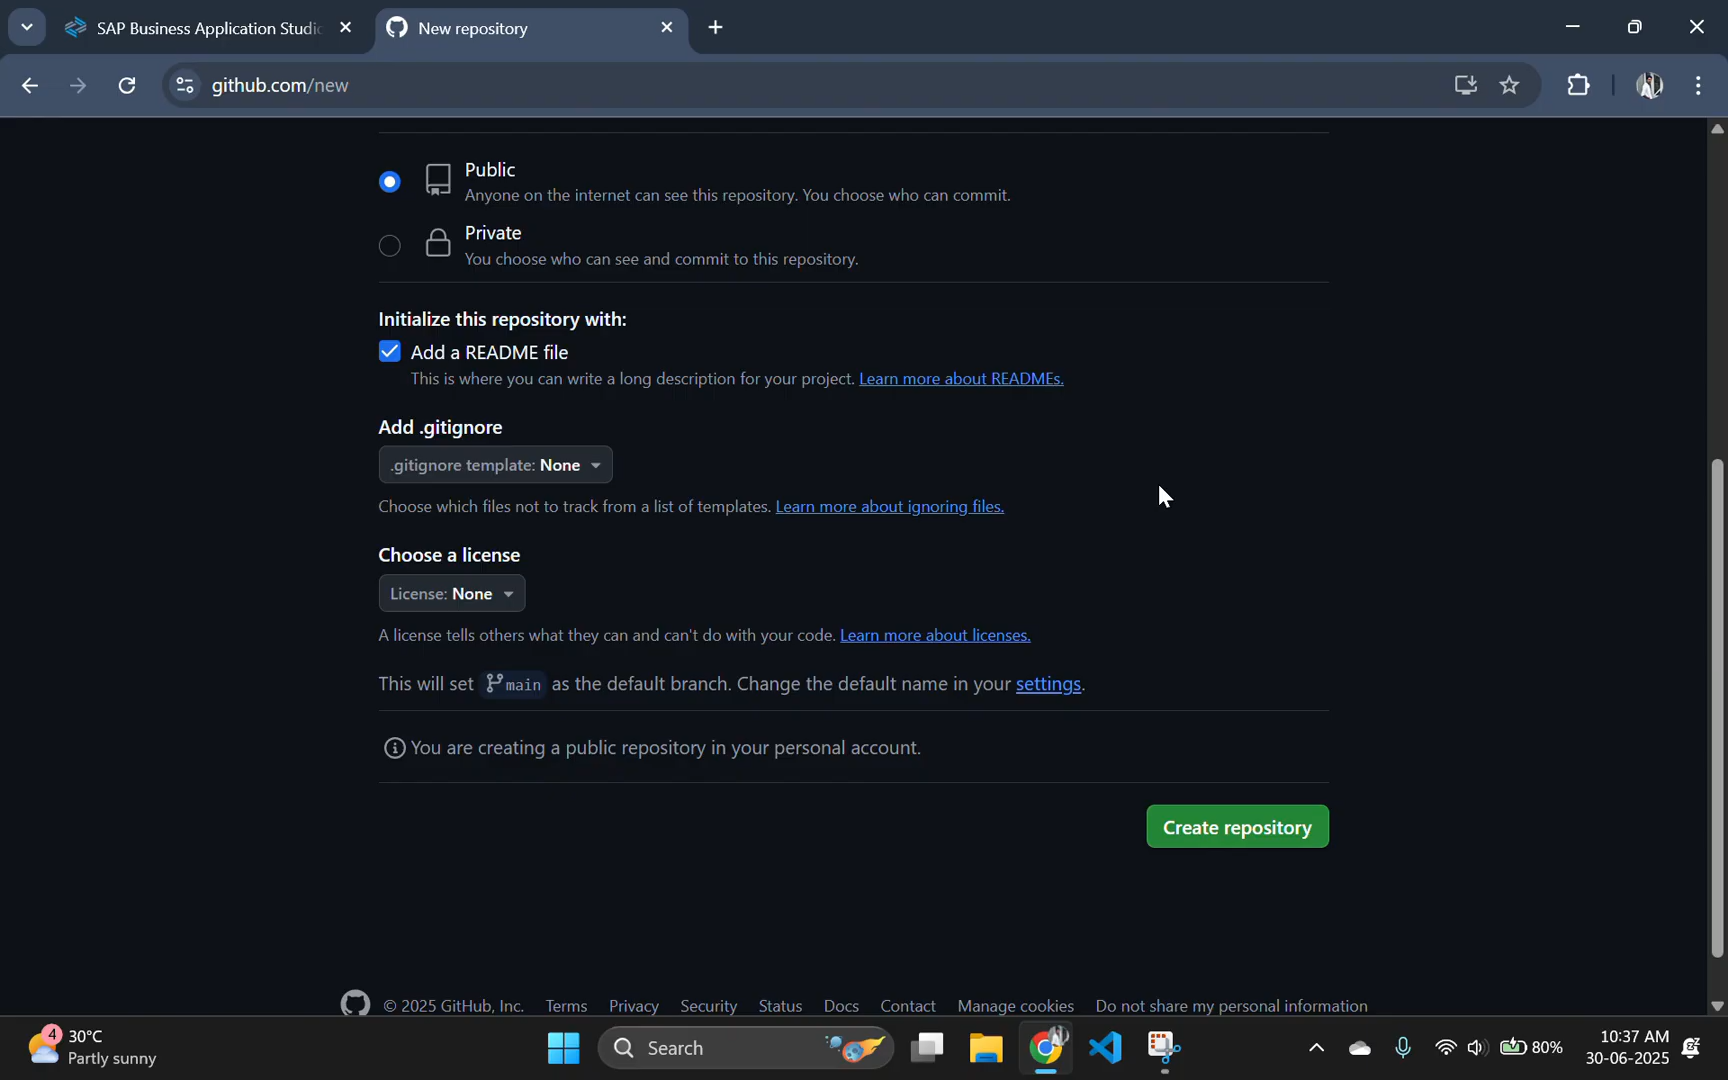 SAP Business Application Studio
New repository
github.com/new
Public
Anyone on the internet can see this repository. You choose who can commit.
Private
You choose who can see and commit to this repository.
Initialize this repository with:
Add a README file
This is where you can write a long description for your project. Learn more about READMEs.
Add .gitignore
.gitignore template: None
Choose which files not to track from a list of templates. Learn more about ignoring files.
Choose a license
License: None
A license tells others what they can and can't do with your code. Learn more about licenses.
This will set main as the default branch. Change the default name in your settings.
You are creating a public repository in your personal account.
Create repository
© 2025 GitHub, Inc. Terms Privacy Security Status Docs Contact Manage cookies Do not share my personal information
4
30°C
Partly sunny
Search
80%
10:37 AM
30-06-2025